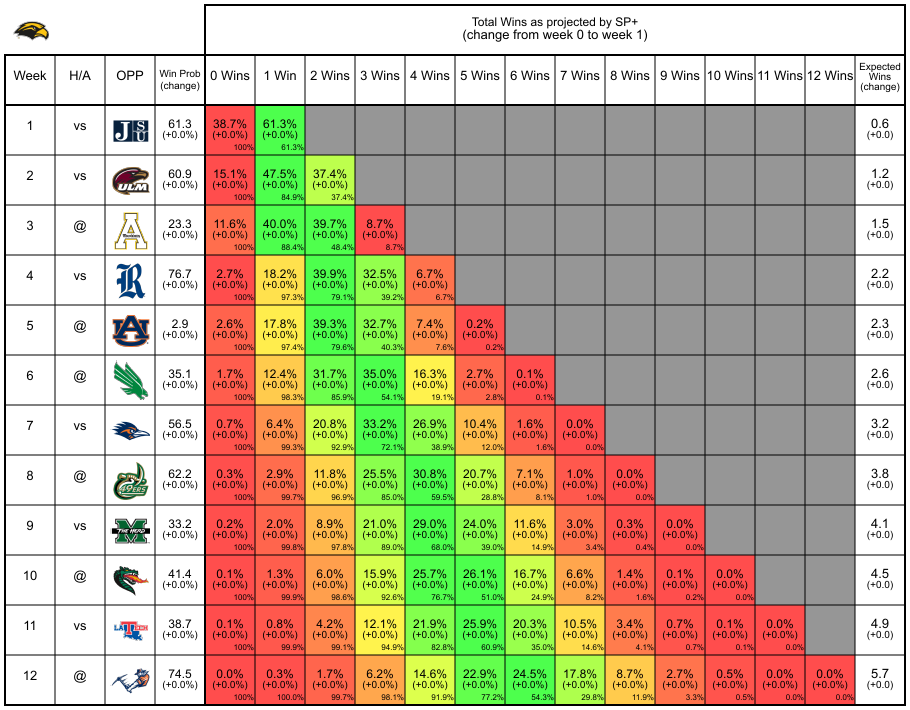 Total Wins as projected by SP+
(change from week 0 to week 1)
Week H/A OPP Win Prob (change) 0 Wins 1 Win 2 Wins 3 Wins 4 Wins 5 Wins 6 Wins 7 Wins 8 Wins 9 Wins 10 Wins 11 Wins 12 Wins Expected Wins (change)
1 vs JSU 61.3 38.7% 61.3% 0.6
(+0.0%) (+0.0%) (+0.0%) (+0.0)
100% 61.3%
2 vs ULM 60.9 15.1% 47.5% 37.4% 1.2
(+0.0%) (+0.0%) (+0.0%) (+0.0%) (+0.0)
100% 84.9% 37.4%
3 @ A 23.3 11.6% 40.0% 39.7% 8.7% 1.5
(+0.0%) (+0.0%) (+0.0%) (+0.0%) (+0.0%) (+0.0)
100% 88.4% 48.4% 8.7%
4 vs R 76.7 2.7% 18.2% 39.9% 32.5% 6.7% 2.2
(+0.0%) (+0.0%) (+0.0%) (+0.0%) (+0.0%) (+0.0%) (+0.0)
100% 97.3% 79.1% 39.2% 6.7%
5 @ AU 2.9 2.6% 17.8% 39.3% 32.7% 7.4% 0.2% 2.3
(+0.0%) (+0.0%) (+0.0%) (+0.0%) (+0.0%) (+0.0%) (+0.0%) (+0.0)
100% 97.4% 79.6% 40.3% 7.6% 0.2%
6 @ 35.1 1.7% 12.4% 31.7% 35.0% 16.3% 2.7% 0.1% 2.6
(+0.0%) (+0.0%) (+0.0%) (+0.0%) (+0.0%) (+0.0%) (+0.0%) (+0.0%) (+0.0)
100% 98.3% 85.9% 54.1% 19.1% 2.8% 0.1%
7 vs 56.5 0.7% 6.4% 20.8% 33.2% 26.9% 10.4% 1.6% 0.0% 3.2
(+0.0%) (+0.0%) (+0.0%) (+0.0%) (+0.0%) (+0.0%) (+0.0%) (+0.0%) (+0.0%) (+0.0)
100% 99.3% 92.9% 72.1% 38.9% 12.0% 1.6% 0.0%
8 @ 49ERS 62.2 0.3% 2.9% 11.8% 25.5% 30.8% 20.7% 7.1% 1.0% 0.0% 3.8
(+0.0%) (+0.0%) (+0.0%) (+0.0%) (+0.0%) (+0.0%) (+0.0%) (+0.0%) (+0.0%) (+0.0%) (+0.0)
100% 99.7% 96.9% 85.0% 59.5% 28.8% 8.1% 1.0% 0.0%
9 vs M THE HERD 33.2 0.2% 2.0% 8.9% 21.0% 29.0% 24.0% 11.6% 3.0% 0.3% 0.0% 4.1
(+0.0%) (+0.0%) (+0.0%) (+0.0%) (+0.0%) (+0.0%) (+0.0%) (+0.0%) (+0.0%) (+0.0%) (+0.0%) (+0.0)
100% 99.8% 97.8% 89.0% 68.0% 39.0% 14.9% 3.4% 0.4% 0.0%
10 @ 41.4 0.1% 1.3% 6.0% 15.9% 25.7% 26.1% 16.7% 6.6% 1.4% 0.1% 0.0% 4.5
(+0.0%) (+0.0%) (+0.0%) (+0.0%) (+0.0%) (+0.0%) (+0.0%) (+0.0%) (+0.0%) (+0.0%) (+0.0%) (+0.0%) (+0.0)
100% 99.9% 98.6% 92.6% 76.7% 51.0% 24.9% 8.2% 1.6% 0.2% 0.0%
11 vs LA TECH 38.7 0.1% 0.8% 4.2% 12.1% 21.9% 25.9% 20.3% 10.5% 3.4% 0.7% 0.1% 0.0% 4.9
(+0.0%) (+0.0%) (+0.0%) (+0.0%) (+0.0%) (+0.0%) (+0.0%) (+0.0%) (+0.0%) (+0.0%) (+0.0%) (+0.0%) (+0.0%) (+0.0)
100% 99.9% 99.1% 94.9% 82.8% 60.9% 35.0% 14.6% 4.1% 0.7% 0.1% 0.0%
12 @ 74.5 0.0% 0.3% 1.7% 6.2% 14.6% 22.9% 24.5% 17.8% 8.7% 2.7% 0.5% 0.0% 0.0% 5.7
(+0.0%) (+0.0%) (+0.0%) (+0.0%) (+0.0%) (+0.0%) (+0.0%) (+0.0%) (+0.0%) (+0.0%) (+0.0%) (+0.0%) (+0.0%) (+0.0%) (+0.0)
100% 100.0% 99.7% 98.1% 91.9% 77.2% 54.3% 29.8% 11.9% 3.3% 0.5% 0.0% 0.0%